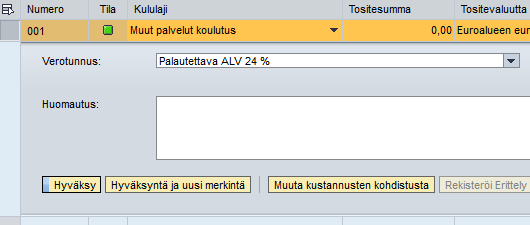 Numero Tila Kululaji Tositesumma Tositevaluutta
001 Muut palvelut koulutus 0,00 Euroalueen eur
Verotunnus: Palautettava ALV 24 %
Huomautus:
Hyväksy Hyväksyntä ja uusi merkintä Muuta kustannusten kohdistusta Rekisteröi Erittely